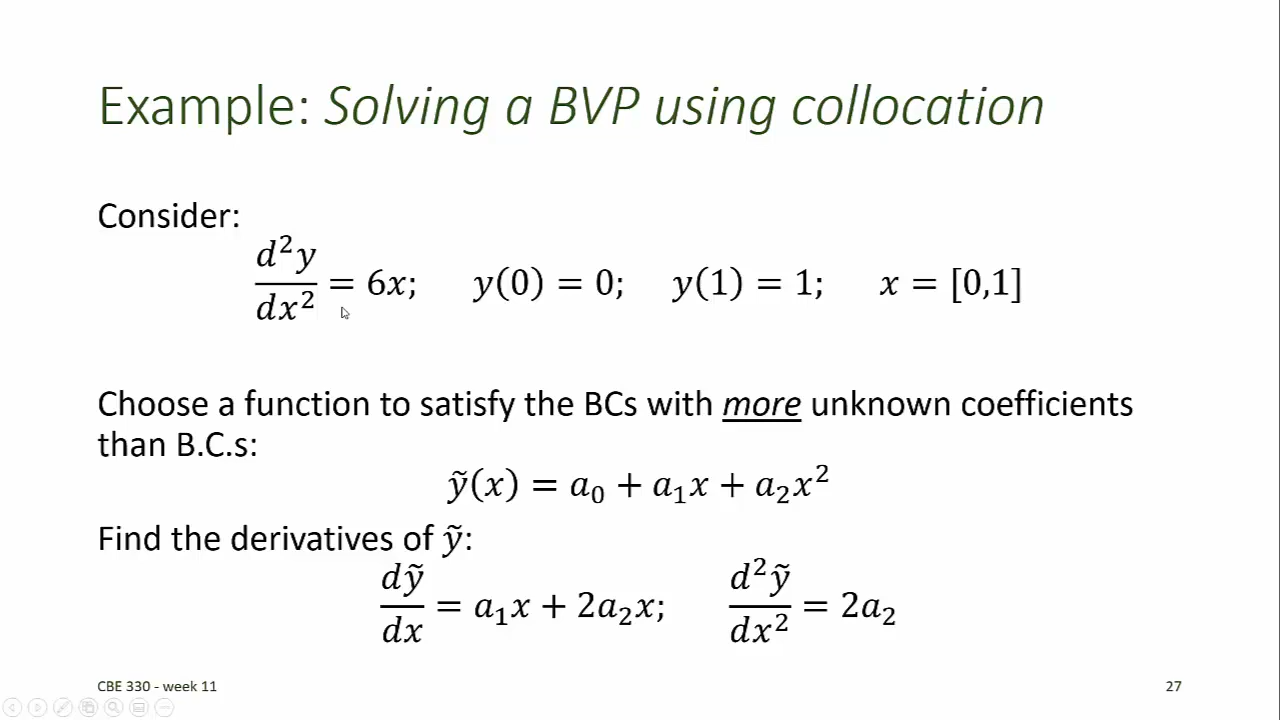 Example: Solving a BVP using collocation
Consider:
d²y/dx² = 6x; y(0) = 0; y(1) = 1; x = [0,1]
Choose a function to satisfy the BCs with more unknown coefficients
than B.C.s:
ỹ(x) = a₀ + a₁x + a₂x²
Find the derivatives of ỹ:
dỹ/dx = a₁x + 2a₂x; d²ỹ/dx² = 2a₂
CBE 330 - week 11
27